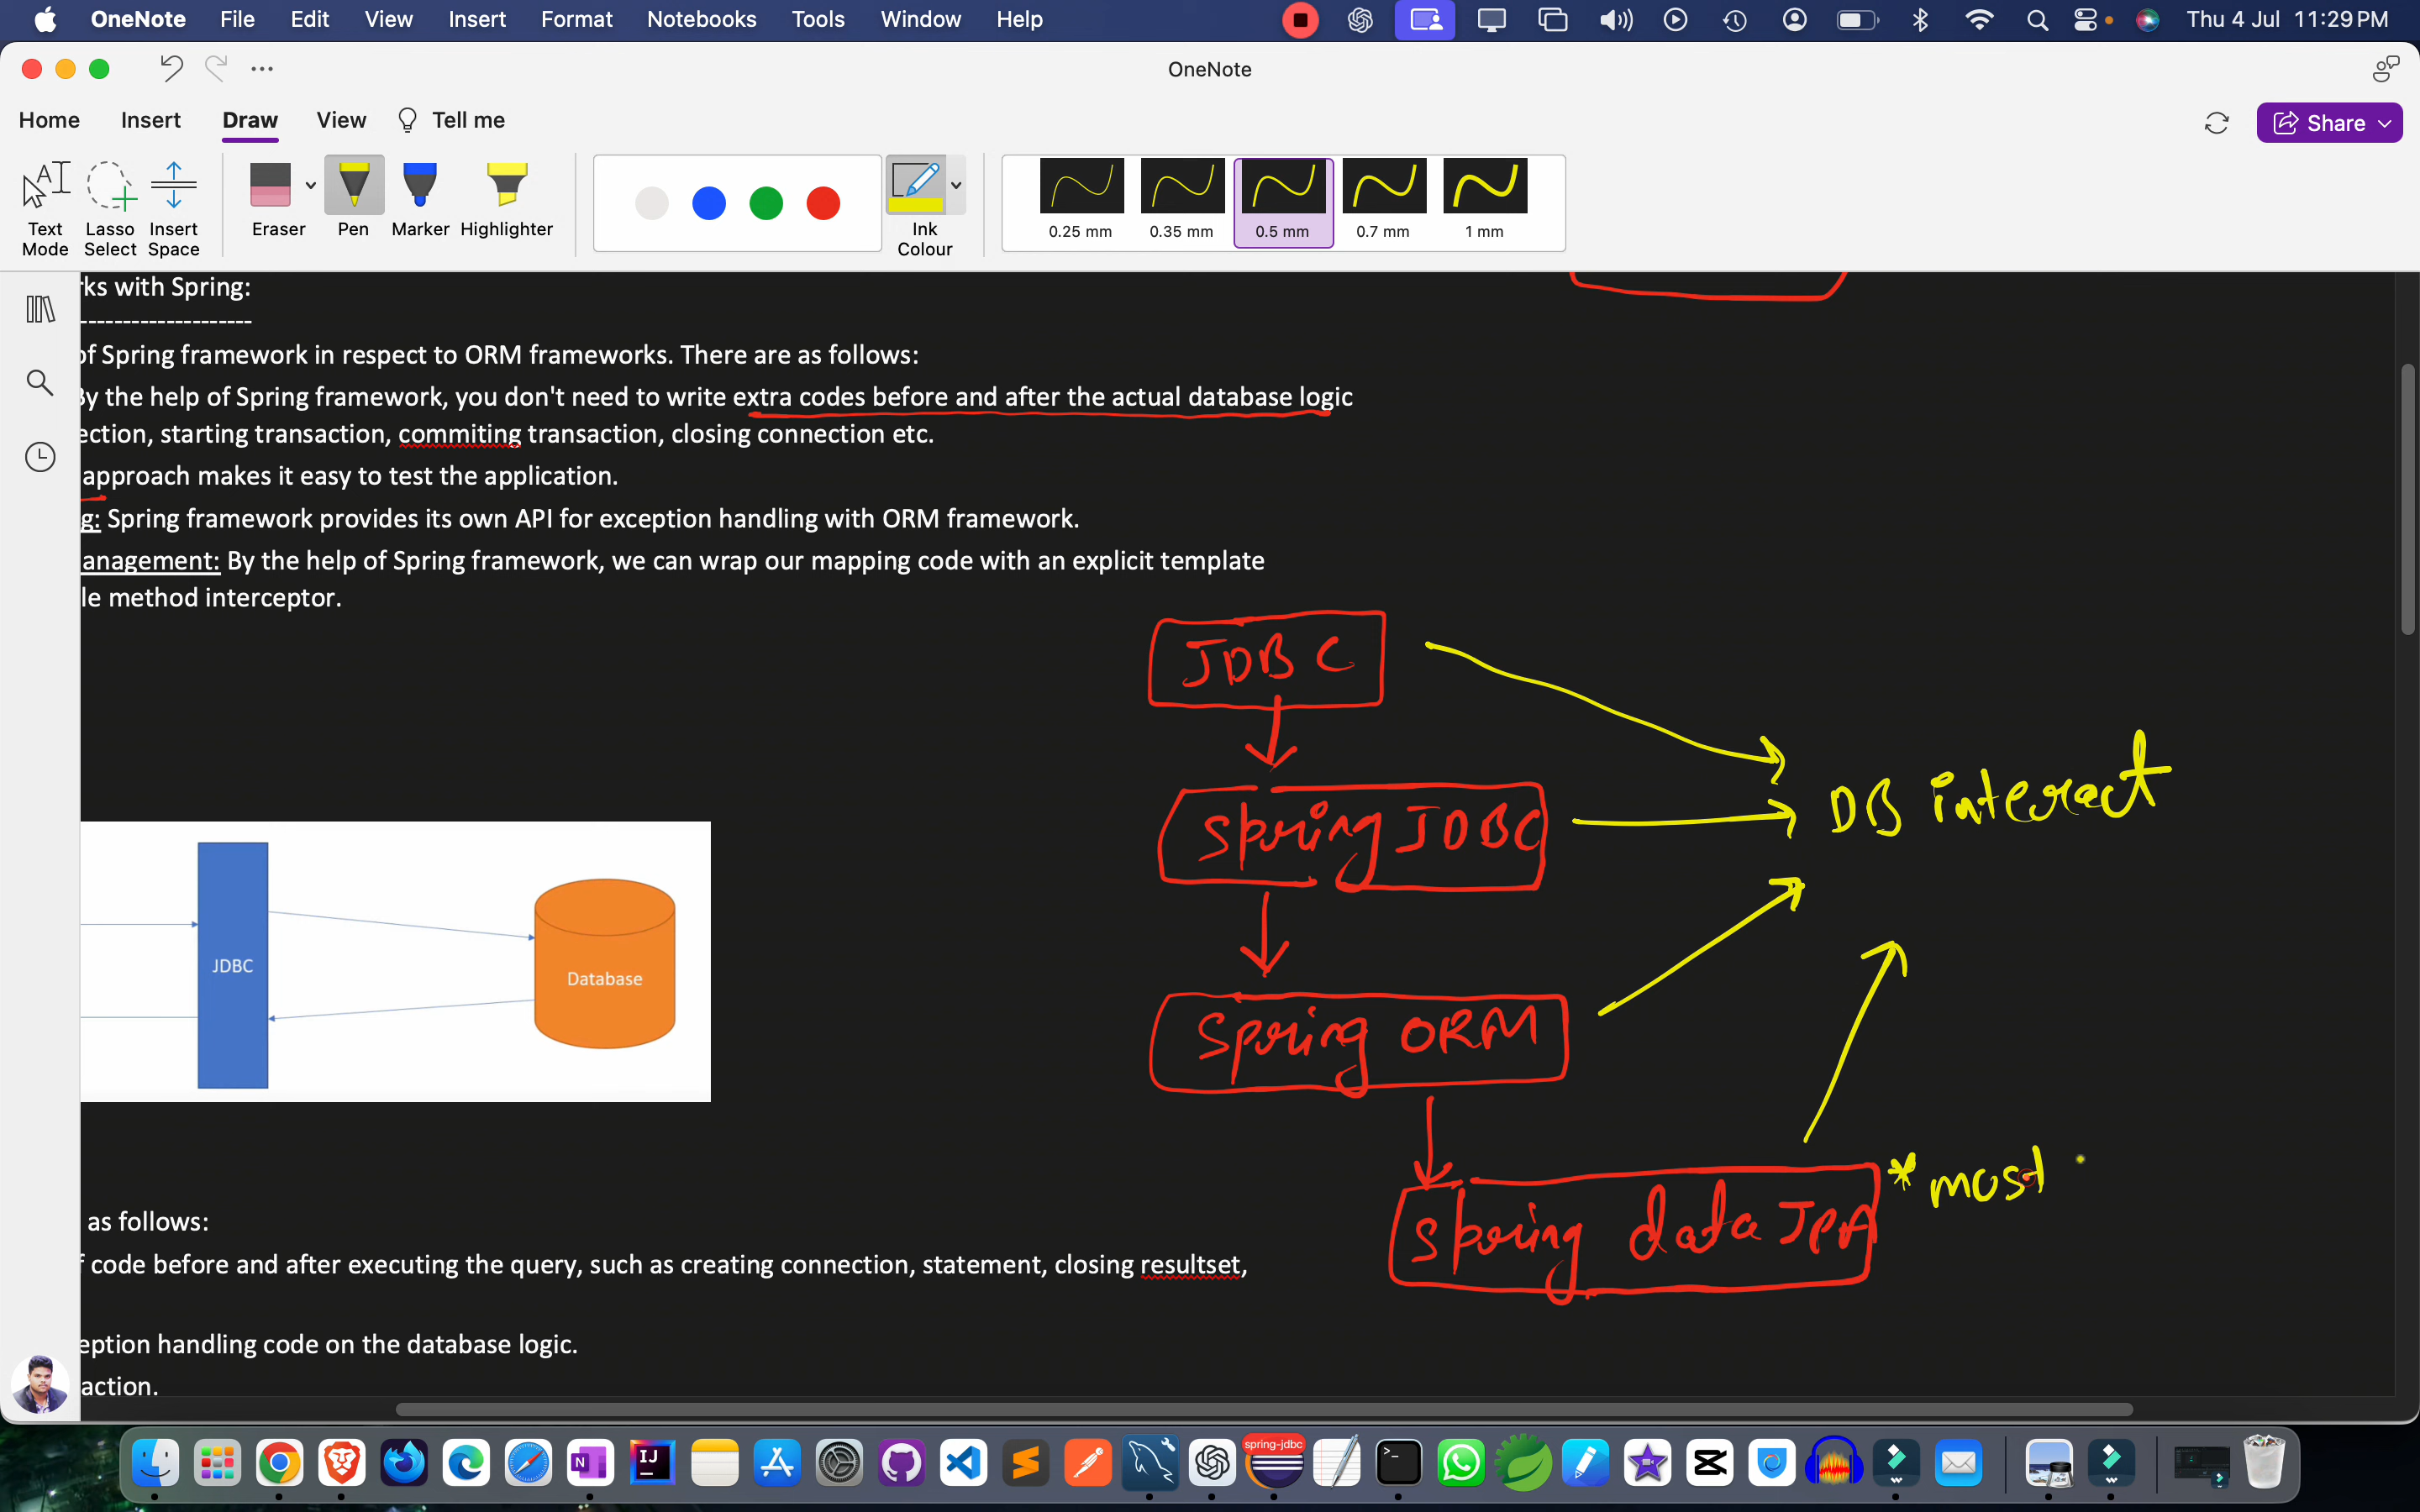 OneNote File Edit View Insert Format Notebooks Tools Window Help Thu 4 Jul 11:29 PM
OneNote
Home Insert Draw View Tell me Share
Text Mode
Lasso Select
Insert Space
Eraser
Pen
Marker
Highlighter
Ink Colour
0.25 mm 0.35 mm 0.5 mm 0.7 mm 1 mm
rks with Spring:
--------------------
of Spring framework in respect to ORM frameworks. There are as follows:
By the help of Spring framework, you don't need to write extra codes before and after the actual database logic
ection, starting transaction, commiting transaction, closing connection etc.
approach makes it easy to test the application.
g: Spring framework provides its own API for exception handling with ORM framework.
anagement: By the help of Spring framework, we can wrap our mapping code with an explicit template
le method interceptor.
JDBC
Spring JDBC
DB interact
Spring ORM
Spring data JPA
*most
JDBC
Database
as follows:
f code before and after executing the query, such as creating connection, statement, closing resultset,
eption handling code on the database logic.
action.
spring-jdbc